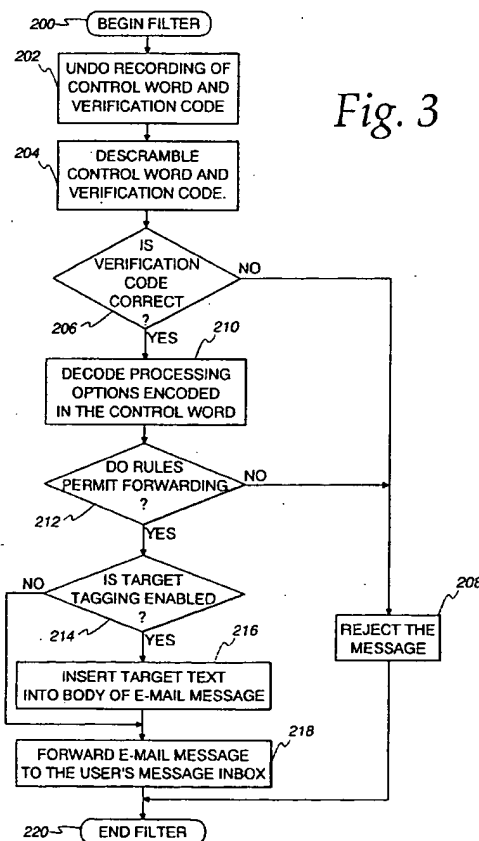 200
BEGIN FILTER
202
UNDO RECORDING OF
CONTROL WORD AND
VERIFICATION CODE
Fig. 3
204
DESCRAMBLE
CONTROL WORD AND
VERIFICATION CODE.
IS
VERIFICATION
CODE
CORRECT
?
NO
206
YES
210
DECODE PROCESSING
OPTIONS ENCODED
IN THE CONTROL WORD
DO RULES
PERMIT FORWARDING
?
NO
212
YES
NO
IS TARGET
TAGGING ENABLED
?
208
214
YES
216
REJECT THE
MESSAGE
INSERT TARGET TEXT
INTO BODY OF E-MAIL MESSAGE
218
FORWARD E-MAIL MESSAGE
TO THE USER'S MESSAGE INBOX
220
END FILTER